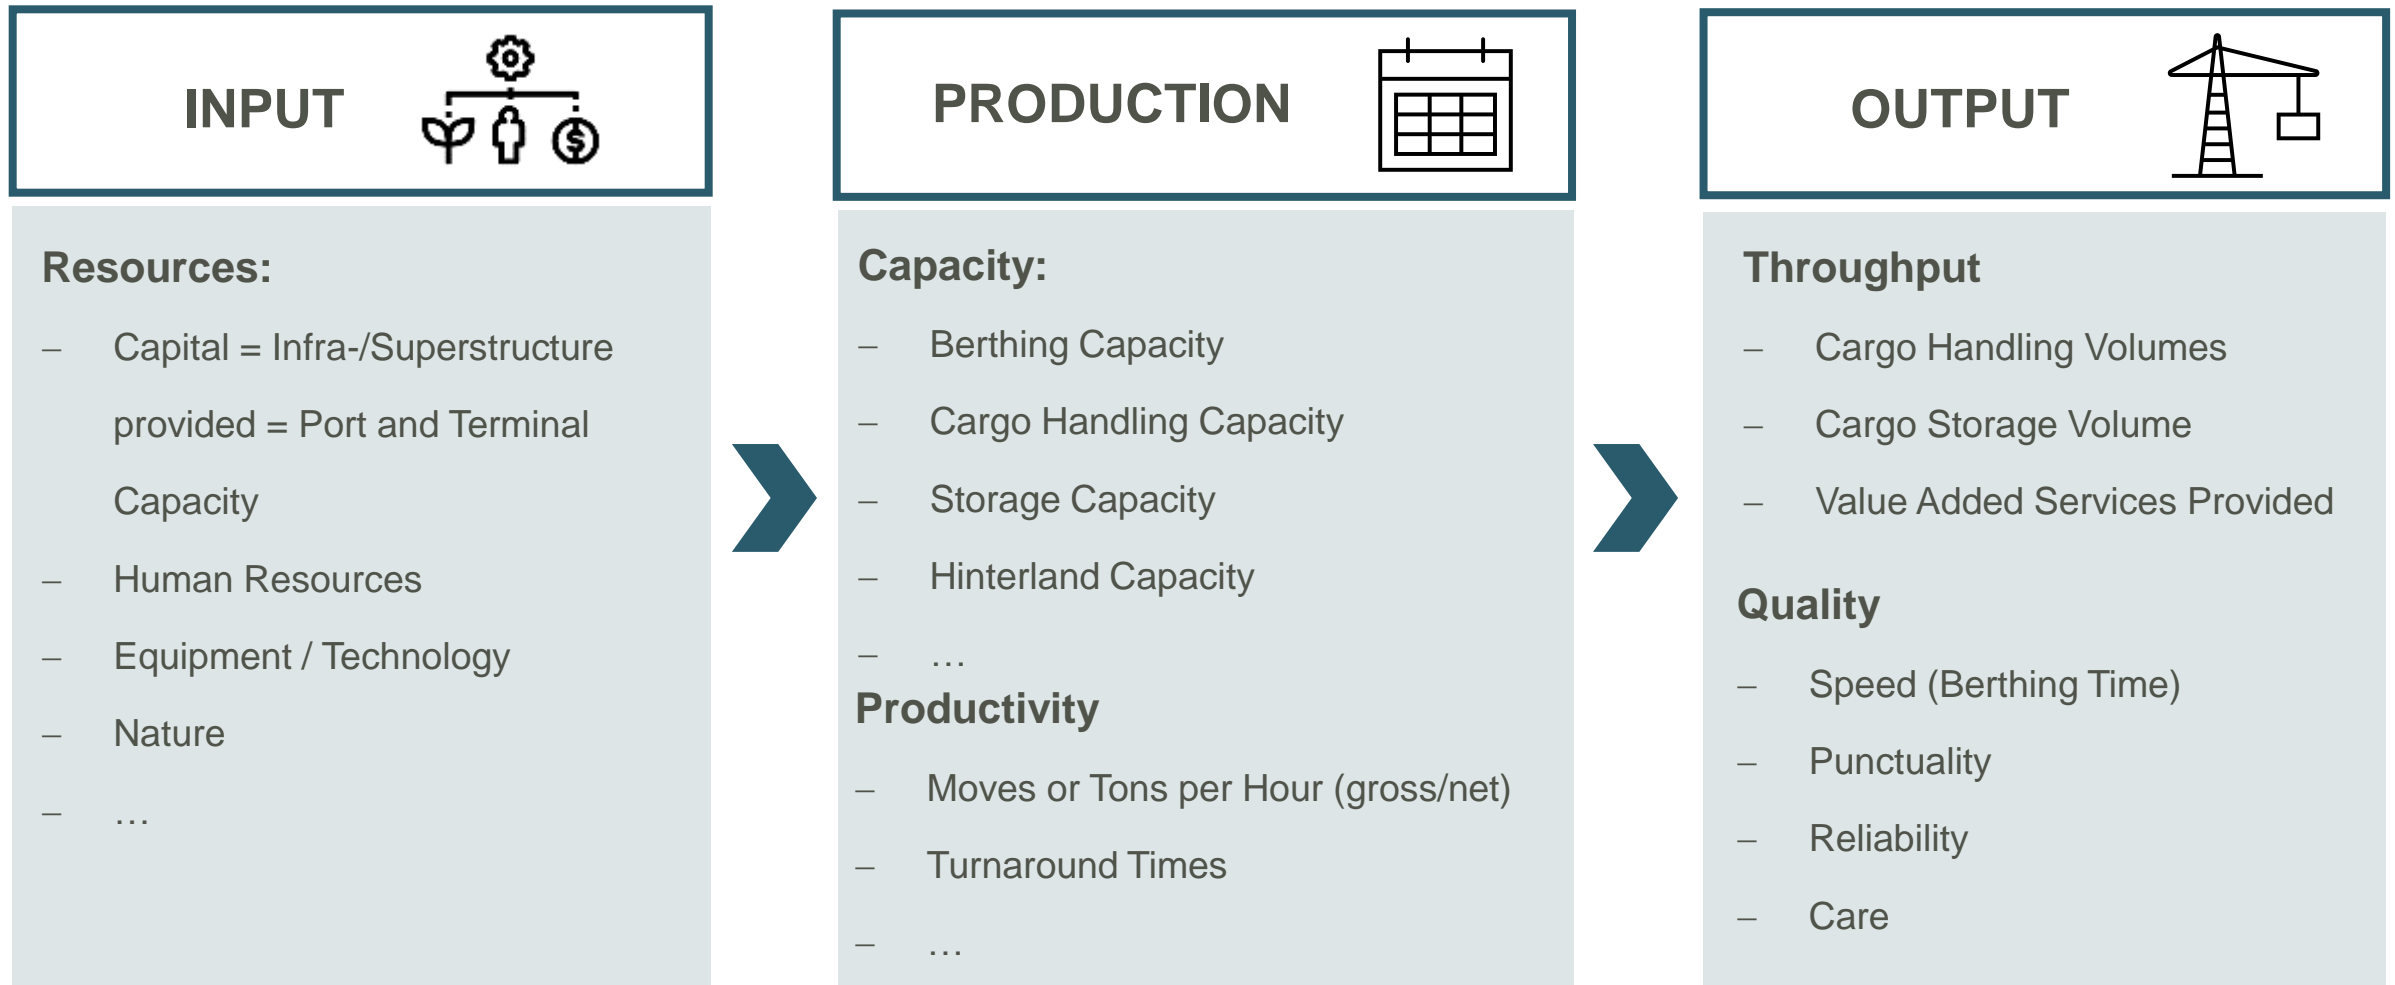 INPUT
Resources:
– Capital = Infra-/Superstructure
provided = Port and Terminal
Capacity
– Human Resources
– Equipment / Technology
– Nature
– …
PRODUCTION
Capacity:
– Berthing Capacity
– Cargo Handling Capacity
– Storage Capacity
– Hinterland Capacity
– …
Productivity
– Moves or Tons per Hour (gross/net)
– Turnaround Times
– …
OUTPUT
Throughput
– Cargo Handling Volumes
– Cargo Storage Volume
– Value Added Services Provided
Quality
– Speed (Berthing Time)
– Punctuality
– Reliability
– Care